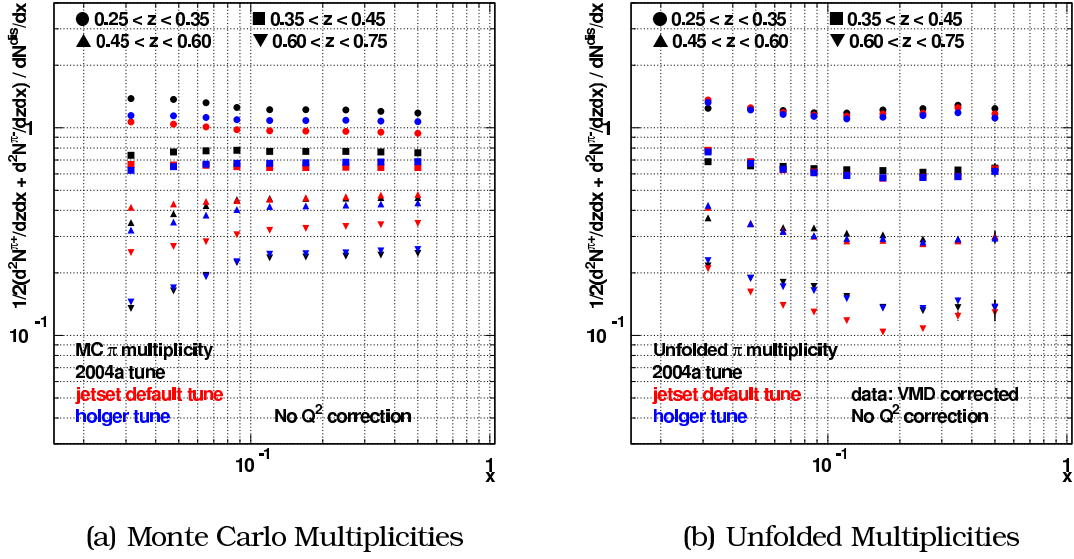 1/2(d²N^π+/dzdx + d²N^π-/dzdx) / dN^dis/dx
● 0.25 < z < 0.35 ■ 0.35 < z < 0.45
▲ 0.45 < z < 0.60 ▼ 0.60 < z < 0.75
1
10⁻¹
MC π multiplicity
2004a tune
jetset default tune
holger tune No Q² correction
10⁻¹ 1
x
(a) Monte Carlo Multiplicities
1/2(d²N^π+/dzdx + d²N^π-/dzdx) / dN^dis/dx
● 0.25 < z < 0.35 ■ 0.35 < z < 0.45
▲ 0.45 < z < 0.60 ▼ 0.60 < z < 0.75
1
10⁻¹
Unfolded π multiplicity
2004a tune
jetset default tune data: VMD corrected
holger tune No Q² correction
10⁻¹ 1
x
(b) Unfolded Multiplicities